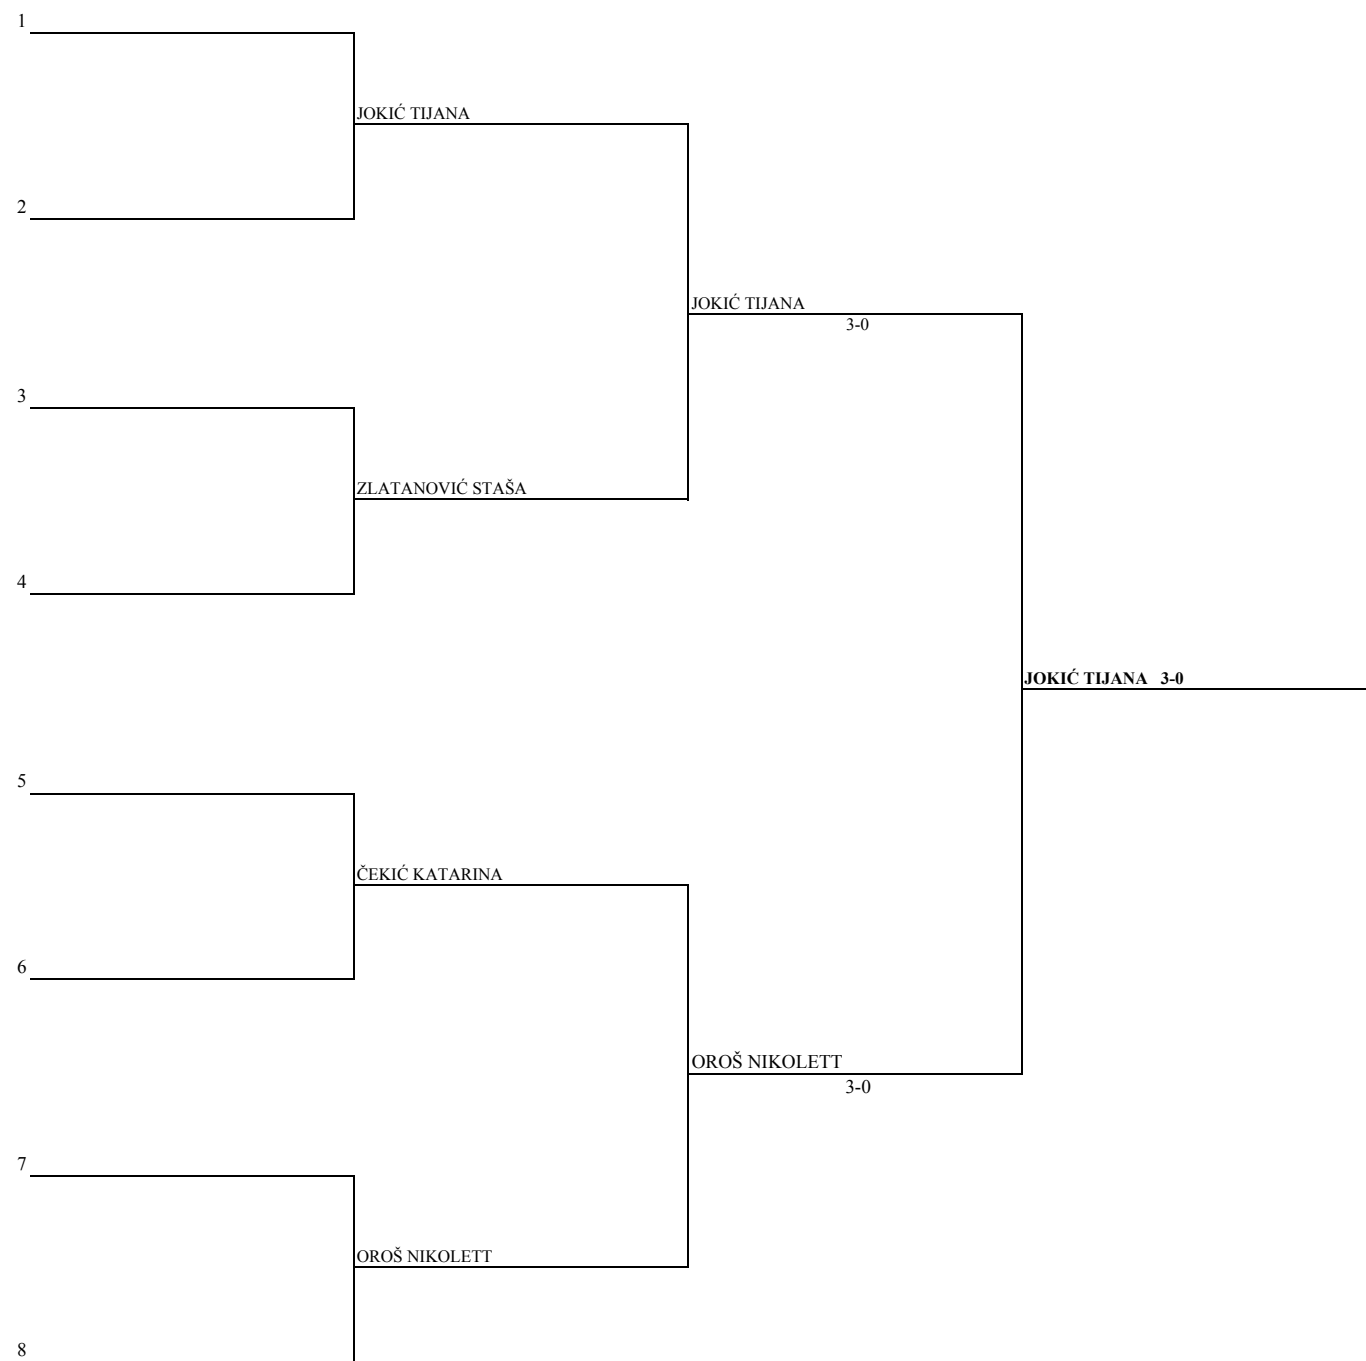 1
JOKIĆ TIJANA
2
JOKIĆ TIJANA
3-0
3
ZLATANOVIĆ STAŠA
4
JOKIĆ TIJANA 3-0
5
ČEKIĆ KATARINA
6
OROŠ NIKOLETT
3-0
7
OROŠ NIKOLETT
8